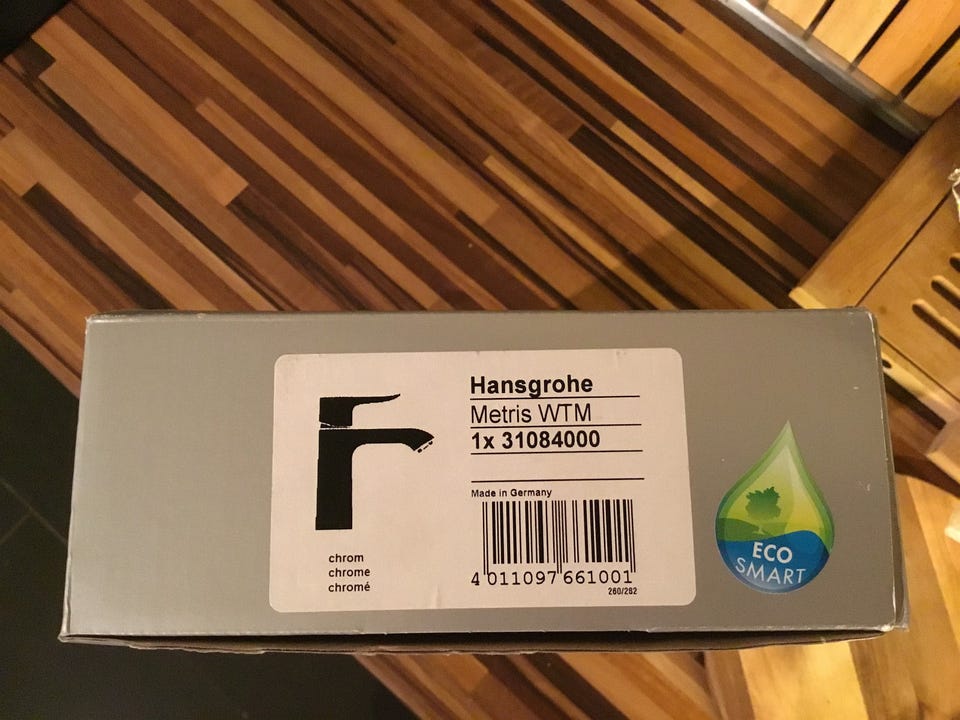 Hansgrohe
Metris WTM
1x 31084000
Made in Germany
4 011097 661001
260/282
chrom
chrome
chromé
ECO
SMART